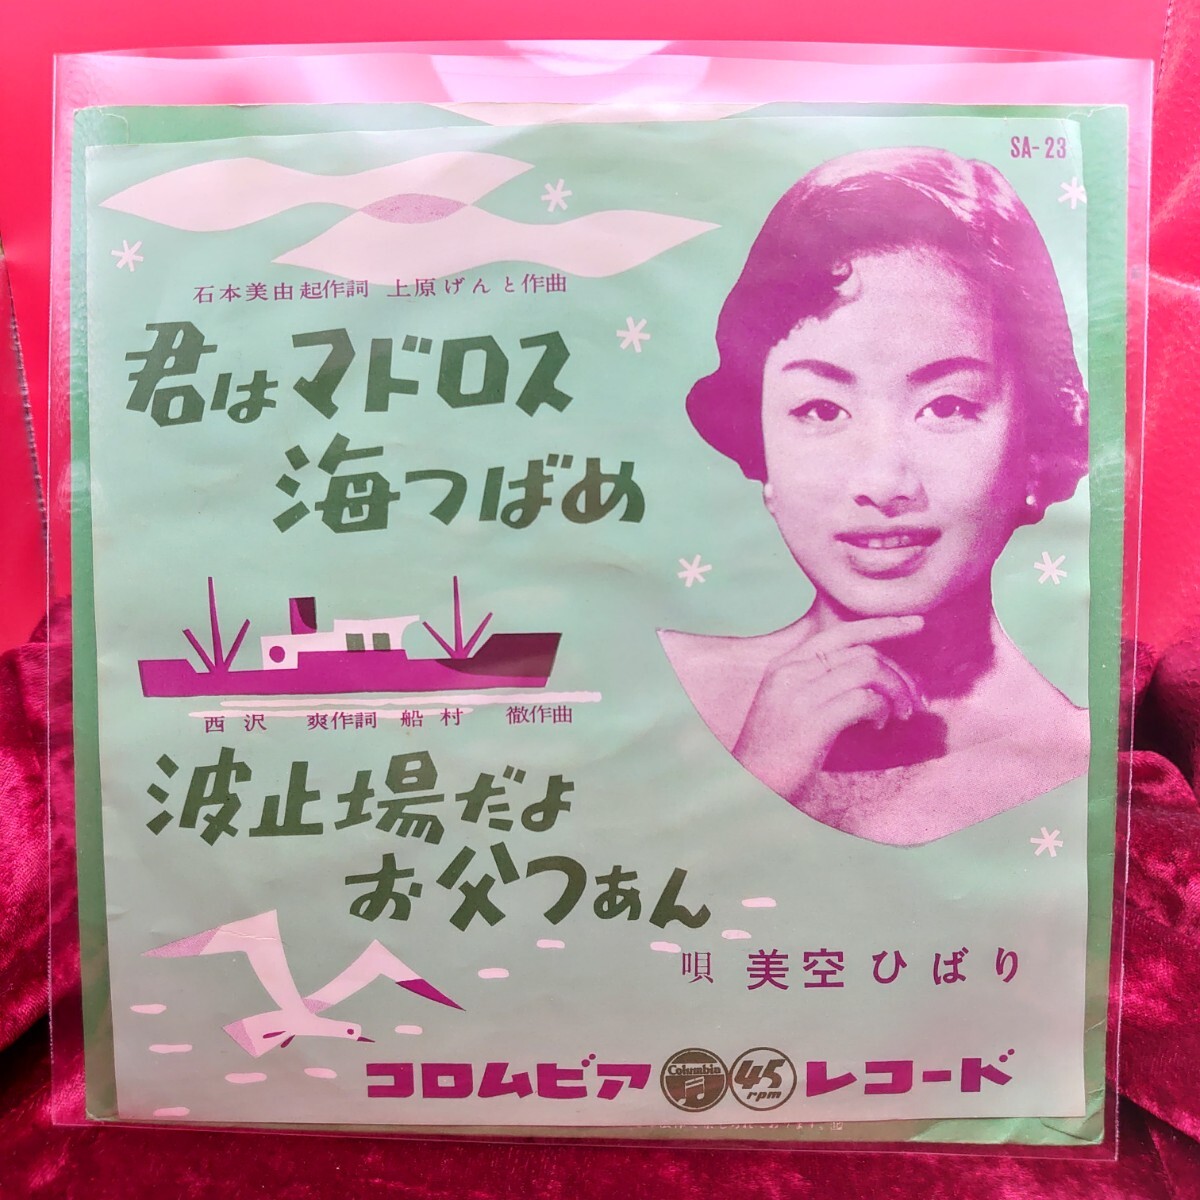 SA-23
石本美由起作詞 上原げんと作曲
君はマドロス
海つばめ
西沢 爽作詞 船村 徹作曲
波止場だよ
お父つぁん
唄 美空ひばり
コロムビア Columbia 45 rpm レコード